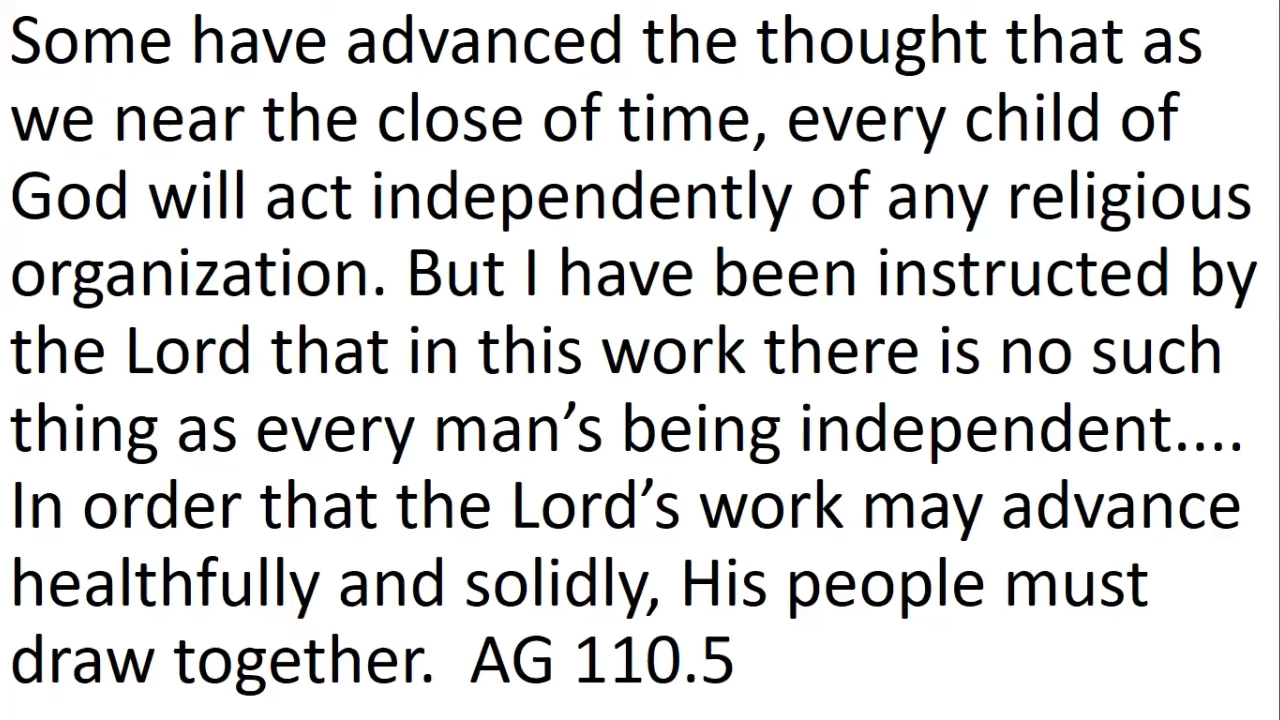 Some have advanced the thought that as
we near the close of time, every child of
God will act independently of any religious
organization. But I have been instructed by
the Lord that in this work there is no such
thing as every man’s being independent....
In order that the Lord’s work may advance
healthfully and solidly, His people must
draw together.  AG 110.5